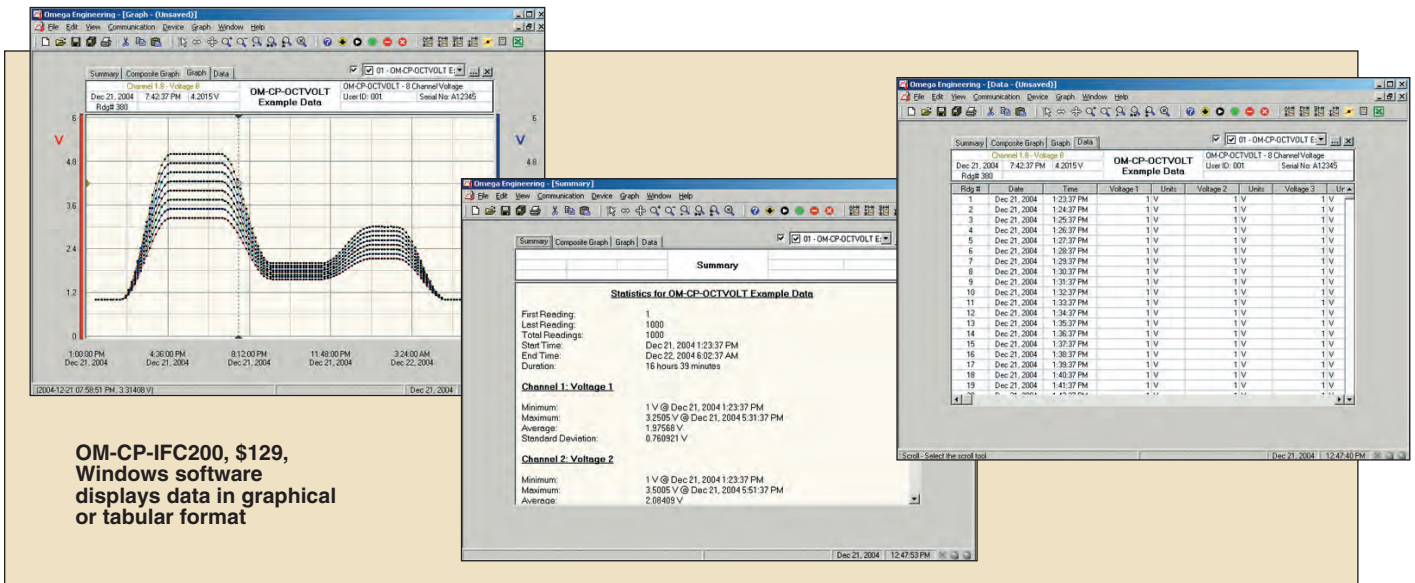 Omega Engineering - [Graph - (Unsaved)]
File Edit View Communication Device Graph Window Help
Summary Composite Graph Graph Data
01 - OM-CP-OCTVOLT E:
Channel 1.8 - Voltage 8
Dec 21, 2004 7:42:37 PM 4.2015 V
Rdg# 380
OM-CP-OCTVOLT
Example Data
OM-CP-OCTVOLT - 8 Channel Voltage
User ID: 001 Serial No: A12345
6 6
V V
4.8 4.8
3.6
2.4
1.2
0
1:00:00 PM 4:36:00 PM 8:12:00 PM 11:48:00 PM 3:24:00 AM
Dec 21, 2004 Dec 21, 2004 Dec 21, 2004 Dec 21, 2004 Dec 22, 2004
(2004-12-21 07:58:51 PM, 3.31408 V) Dec 21, 2004
OM-CP-IFC200, $129,
Windows software
displays data in graphical
or tabular format
Omega Engineering - [Summary]
File Edit View Communication Device Graph Window Help
Summary Composite Graph Graph Data
01 - OM-CP-OCTVOLT E:
Summary
Statistics for OM-CP-OCTVOLT Example Data
First Reading: 1
Last Reading: 1000
Total Readings: 1000
Start Time: Dec 21, 2004 1:23:37 PM
End Time: Dec 22, 2004 6:02:37 AM
Duration: 16 hours 39 minutes
Channel 1: Voltage 1
Minimum: 1 V @ Dec 21, 2004 1:23:37 PM
Maximum: 3.2505 V @ Dec 21, 2004 5:31:37 PM
Average: 1.97568 V
Standard Deviation: 0.760921 V
Channel 2: Voltage 2
Minimum: 1 V @ Dec 21, 2004 1:23:37 PM
Maximum: 3.5005 V @ Dec 21, 2004 5:51:37 PM
Average: 2.08409 V
Dec 21, 2004 12:47:53 PM
Omega Engineering - [Data - (Unsaved)]
File Edit View Communication Device Graph Window Help
Summary Composite Graph Graph Data
01 - OM-CP-OCTVOLT E:
Channel 1.8 - Voltage 8
Dec 21, 2004 7:42:37 PM 4.2015 V
Rdg# 380
OM-CP-OCTVOLT
Example Data
OM-CP-OCTVOLT - 8 Channel Voltage
User ID: 001 Serial No: A12345
Rdg # Date Time Voltage 1 Units Voltage 2 Units Voltage 3 Ur
1 Dec 21, 2004 1:23:37 PM 1 V 1 V 1 V
2 Dec 21, 2004 1:24:37 PM 1 V 1 V 1 V
3 Dec 21, 2004 1:25:37 PM 1 V 1 V 1 V
4 Dec 21, 2004 1:26:37 PM 1 V 1 V 1 V
5 Dec 21, 2004 1:27:37 PM 1 V 1 V 1 V
6 Dec 21, 2004 1:28:37 PM 1 V 1 V 1 V
7 Dec 21, 2004 1:29:37 PM 1 V 1 V 1 V
8 Dec 21, 2004 1:30:37 PM 1 V 1 V 1 V
9 Dec 21, 2004 1:31:37 PM 1 V 1 V 1 V
10 Dec 21, 2004 1:32:37 PM 1 V 1 V 1 V
11 Dec 21, 2004 1:33:37 PM 1 V 1 V 1 V
12 Dec 21, 2004 1:34:37 PM 1 V 1 V 1 V
13 Dec 21, 2004 1:35:37 PM 1 V 1 V 1 V
14 Dec 21, 2004 1:36:37 PM 1 V 1 V 1 V
15 Dec 21, 2004 1:37:37 PM 1 V 1 V 1 V
16 Dec 21, 2004 1:38:37 PM 1 V 1 V 1 V
17 Dec 21, 2004 1:39:37 PM 1 V 1 V 1 V
18 Dec 21, 2004 1:40:37 PM 1 V 1 V 1 V
19 Dec 21, 2004 1:41:37 PM 1 V 1 V 1 V
Scroll - Select the scroll tool Dec 21, 2004 12:47:40 PM